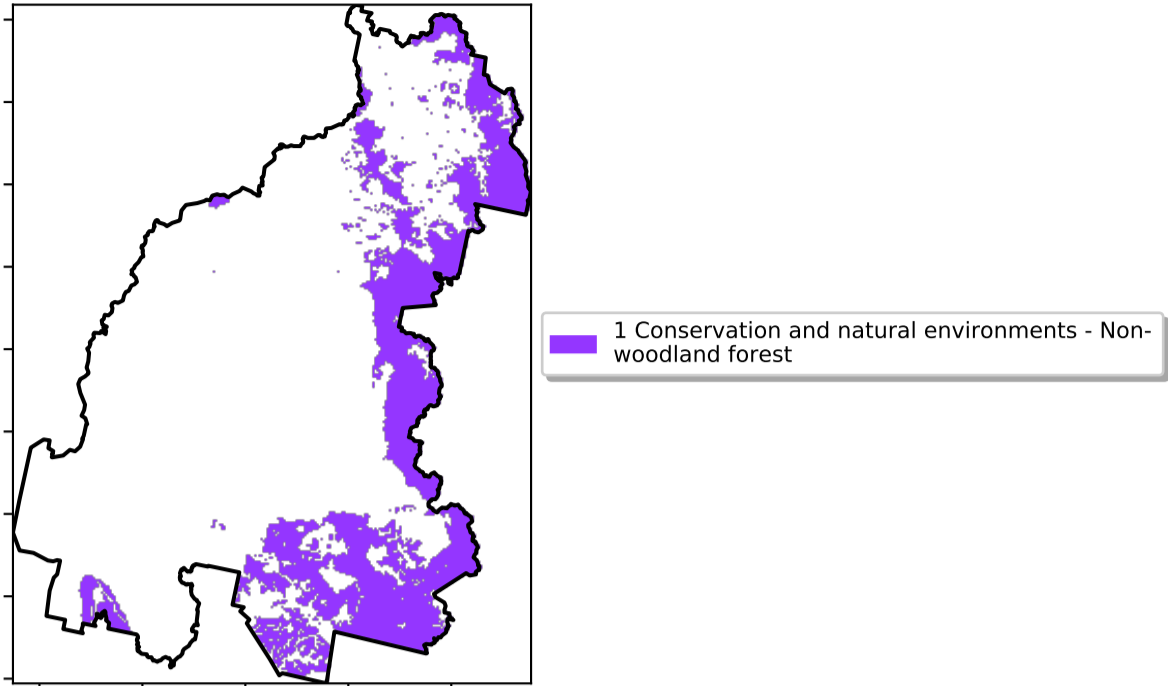 1 Conservation and natural environments - Non-
woodland forest